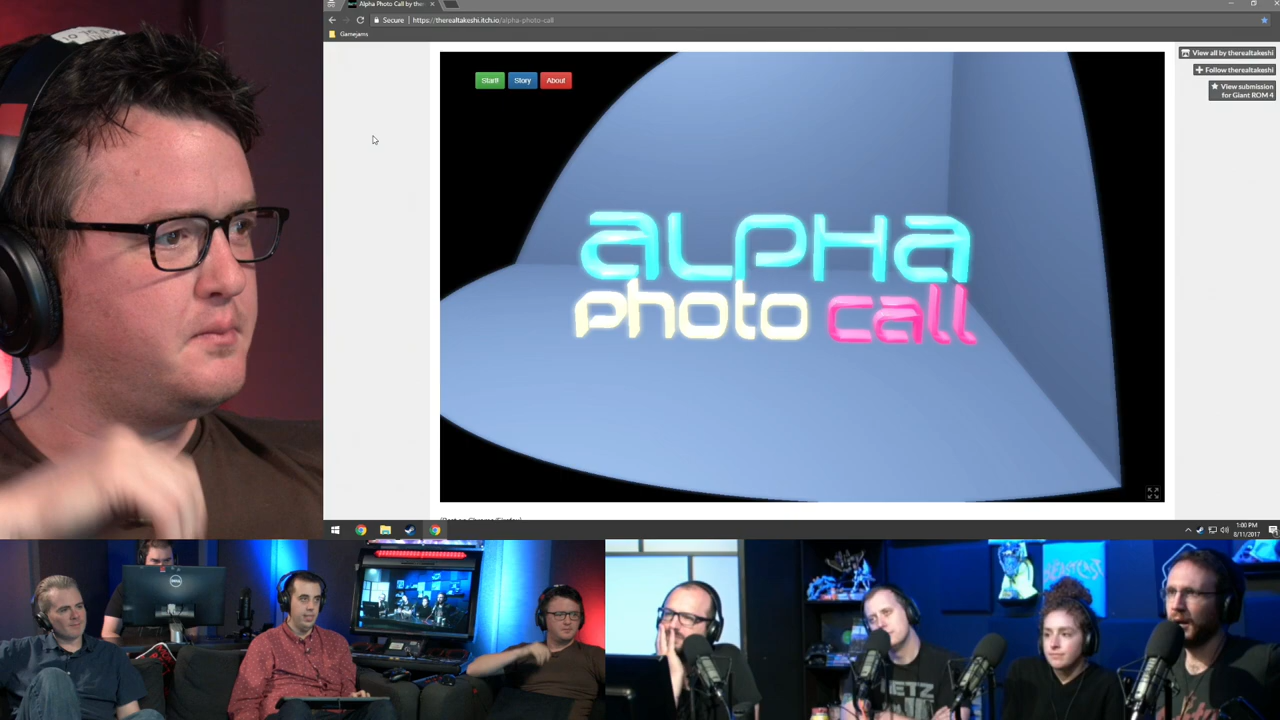 Alpha Photo Call by the
Secure
https://therealtakeshi.itch.io/alpha-photo-call
Gamejams
Start!
Story
About
View all by therealtakeshi
Follow therealtakeshi
View submission
for Giant ROM 4
ALPHA
photo call
1:00 PM
8/11/2017
DELL
BEASTCAST